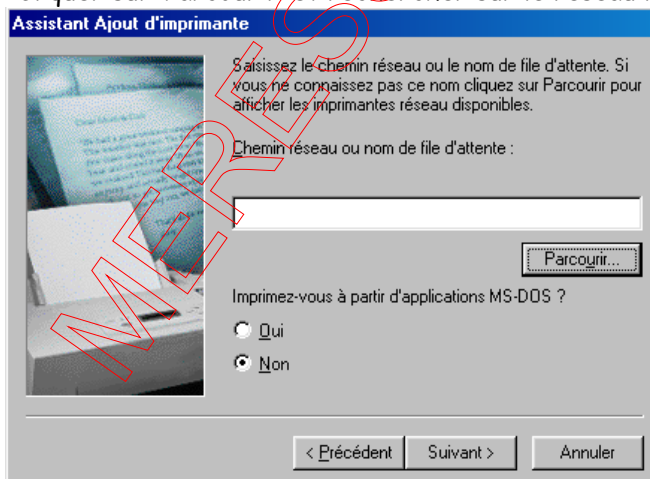 Assistant Ajout d'imprimante
Saisissez le chemin réseau ou le nom de file d'attente. Si
vous ne connaissez pas ce nom cliquez sur Parcourir pour
afficher les imprimantes réseau disponibles.
Chemin réseau ou nom de file d'attente :
Parcourir...
Imprimez-vous à partir d'applications MS-DOS ?
Oui
Non
< Précédent
Suivant >
Annuler